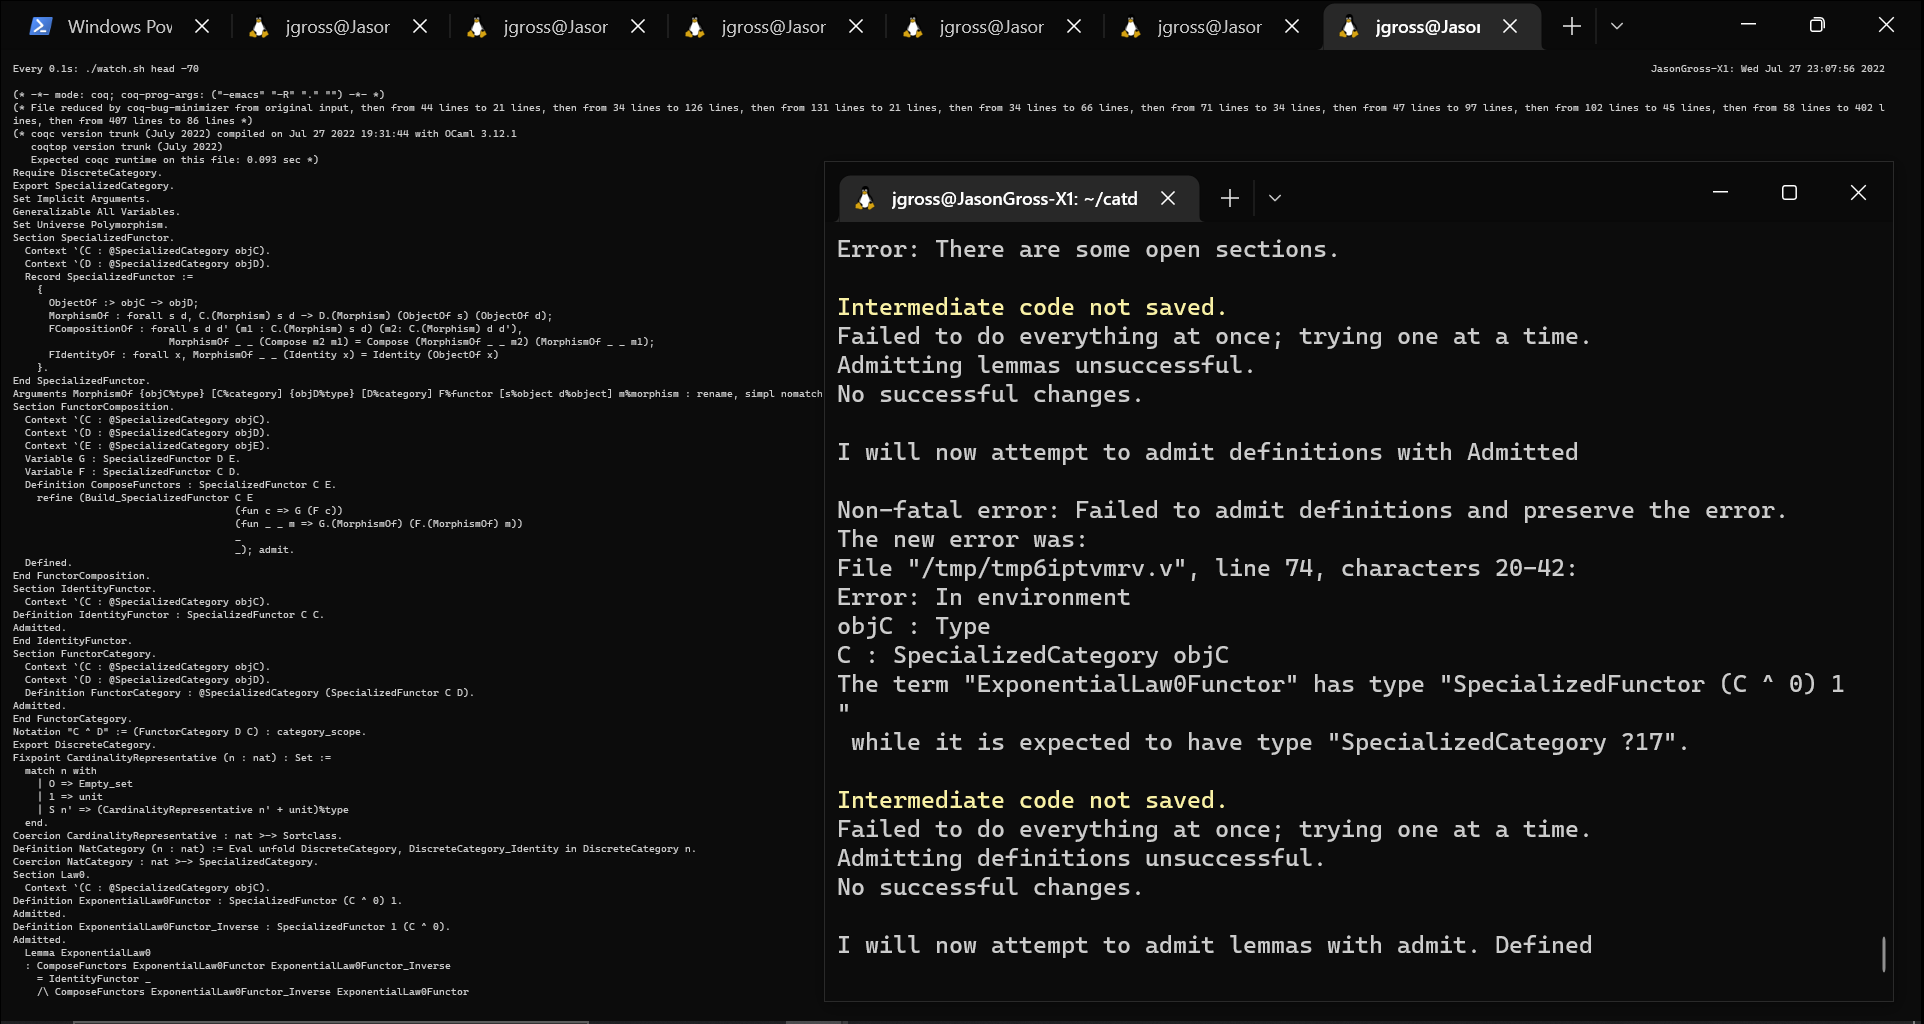 Windows Pov
jgross@Jasor
jgross@Jasor
jgross@Jasor
jgross@Jasor
jgross@Jasor
jgross@Jasor
Every 0.1s: ./watch.sh head -70
JasonGross-X1: Wed Jul 27 23:07:56 2022
(* -*- mode: coq; coq-prog-args: ("-emacs" "-R" "." "") -*- *)
(* File reduced by coq-bug-minimizer from original input, then from 44 lines to 21 lines, then from 34 lines to 126 lines, then from 131 lines to 21 lines, then from 34 lines to 66 lines, then from 71 lines to 34 lines, then from 47 lines to 97 lines, then from 102 lines to 45 lines, then from 58 lines to 402 l
ines, then from 407 lines to 86 lines *)
(* coqc version trunk (July 2022) compiled on Jul 27 2022 19:31:44 with OCaml 3.12.1
   coqtop version trunk (July 2022)
   Expected coqc runtime on this file: 0.093 sec *)
Require DiscreteCategory.
Export SpecializedCategory.
Set Implicit Arguments.
Generalizable All Variables.
Set Universe Polymorphism.
Section SpecializedFunctor.
  Context `(C : @SpecializedCategory objC).
  Context `(D : @SpecializedCategory objD).
  Record SpecializedFunctor :=
    {
      ObjectOf :> objC -> objD;
      MorphismOf : forall s d, C.(Morphism) s d -> D.(Morphism) (ObjectOf s) (ObjectOf d);
      FCompositionOf : forall s d d' (m1 : C.(Morphism) s d) (m2: C.(Morphism) d d'),
                          MorphismOf _ _ (Compose m2 m1) = Compose (MorphismOf _ _ m2) (MorphismOf _ _ m1);
      FIdentityOf : forall x, MorphismOf _ _ (Identity x) = Identity (ObjectOf x)
    }.
End SpecializedFunctor.
Arguments MorphismOf {objC%type} [C%category] {objD%type} [D%category] F%functor [s%object d%object] m%morphism : rename, simpl nomatch
Section FunctorComposition.
  Context `(C : @SpecializedCategory objC).
  Context `(D : @SpecializedCategory objD).
  Context `(E : @SpecializedCategory objE).
  Variable G : SpecializedFunctor D E.
  Variable F : SpecializedFunctor C D.
  Definition ComposeFunctors : SpecializedFunctor C E.
    refine (Build_SpecializedFunctor C E
                                     (fun c => G (F c))
                                     (fun _ _ m => G.(MorphismOf) (F.(MorphismOf) m))
                                     _
                                     _); admit.
  Defined.
End FunctorComposition.
Section IdentityFunctor.
  Context `(C : @SpecializedCategory objC).
Definition IdentityFunctor : SpecializedFunctor C C.
Admitted.
End IdentityFunctor.
Section FunctorCategory.
  Context `(C : @SpecializedCategory objC).
  Context `(D : @SpecializedCategory objD).
  Definition FunctorCategory : @SpecializedCategory (SpecializedFunctor C D).
Admitted.
End FunctorCategory.
Notation "C ^ D" := (FunctorCategory D C) : category_scope.
Export DiscreteCategory.
Fixpoint CardinalityRepresentative (n : nat) : Set :=
  match n with
    | O => Empty_set
    | 1 => unit
    | S n' => (CardinalityRepresentative n' + unit)%type
  end.
Coercion CardinalityRepresentative : nat >-> Sortclass.
Definition NatCategory (n : nat) := Eval unfold DiscreteCategory, DiscreteCategory_Identity in DiscreteCategory n.
Coercion NatCategory : nat >-> SpecializedCategory.
Section Law0.
  Context `(C : @SpecializedCategory objC).
Definition ExponentialLaw0Functor : SpecializedFunctor (C ^ 0) 1.
Admitted.
Definition ExponentialLaw0Functor_Inverse : SpecializedFunctor 1 (C ^ 0).
Admitted.
  Lemma ExponentialLaw0
  : ComposeFunctors ExponentialLaw0Functor ExponentialLaw0Functor_Inverse
    = IdentityFunctor _
    /\ ComposeFunctors ExponentialLaw0Functor_Inverse ExponentialLaw0Functor
jgross@JasonGross-X1: ~/catd
Error: There are some open sections.
Intermediate code not saved.
Failed to do everything at once; trying one at a time.
Admitting lemmas unsuccessful.
No successful changes.
I will now attempt to admit definitions with Admitted
Non-fatal error: Failed to admit definitions and preserve the error.
The new error was:
File "/tmp/tmp6iptvmrv.v", line 74, characters 20-42:
Error: In environment
objC : Type
C : SpecializedCategory objC
The term "ExponentialLaw0Functor" has type "SpecializedFunctor (C ^ 0) 1
"
 while it is expected to have type "SpecializedCategory ?17".
Intermediate code not saved.
Failed to do everything at once; trying one at a time.
Admitting definitions unsuccessful.
No successful changes.
I will now attempt to admit lemmas with admit. Defined